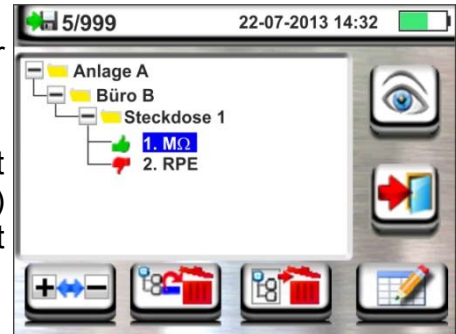 5/999 22-07-2013 14:32
Anlage A
Büro B
Steckdose 1
1. MΩ
2. RPE
r
t
)
t